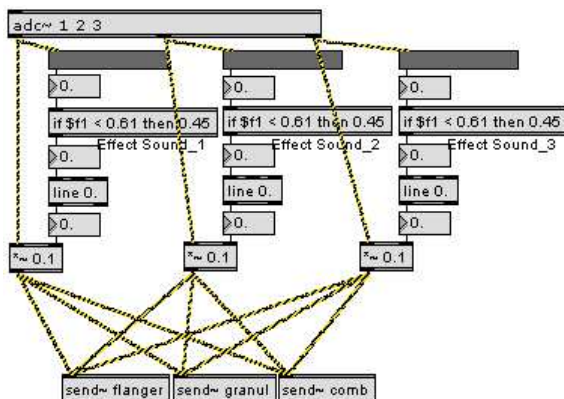 adc~ 1 2 3
0. 0. 0.
if $f1 < 0.61 then 0.45 if $f1 < 0.61 then 0.45 if $f1 < 0.61 then 0.45
Effect Sound_1 Effect Sound_2 Effect Sound_3
0. 0. 0.
line 0. line 0. line 0.
0. 0. 0.
*~ 0.1 *~ 0.1 *~ 0.1
send~ flanger send~ granul send~ comb